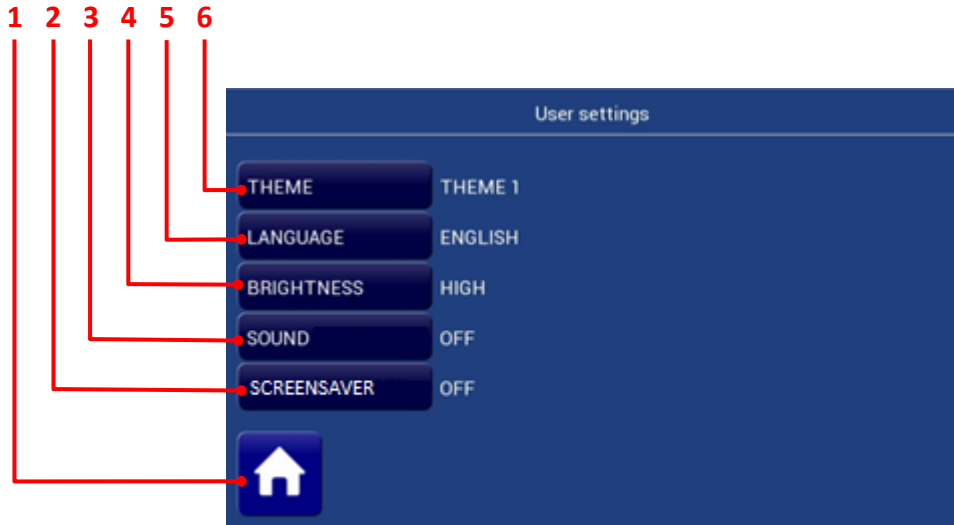 1 2 3 4 5 6
User settings
THEME THEME 1
LANGUAGE ENGLISH
BRIGHTNESS HIGH
SOUND OFF
SCREENSAVER OFF